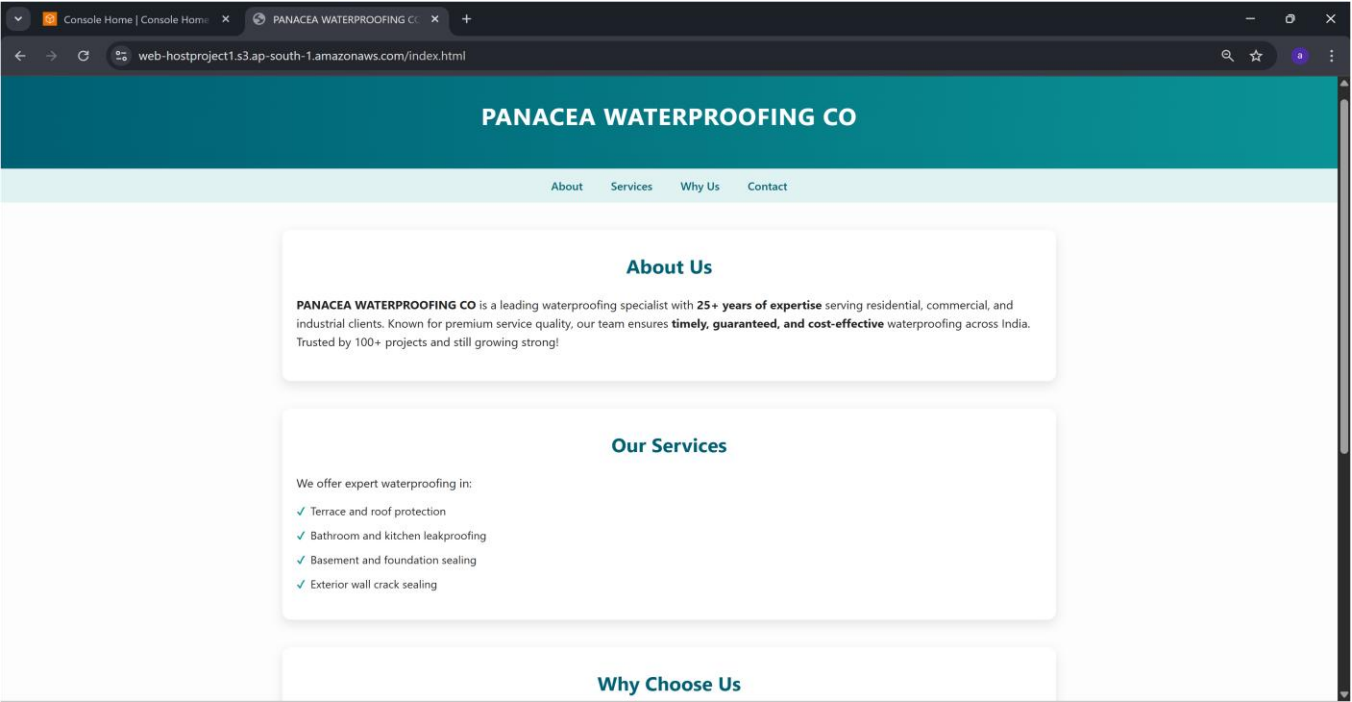 Console Home | Console Home
PANACEA WATERPROOFING CO
web-hostproject1.s3.ap-south-1.amazonaws.com/index.html
a
PANACEA WATERPROOFING CO
About Services Why Us Contact
About Us
PANACEA WATERPROOFING CO is a leading waterproofing specialist with 25+ years of expertise serving residential, commercial, and
industrial clients. Known for premium service quality, our team ensures timely, guaranteed, and cost-effective waterproofing across India.
Trusted by 100+ projects and still growing strong!
Our Services
We offer expert waterproofing in:
✓ Terrace and roof protection
✓ Bathroom and kitchen leakproofing
✓ Basement and foundation sealing
✓ Exterior wall crack sealing
Why Choose Us